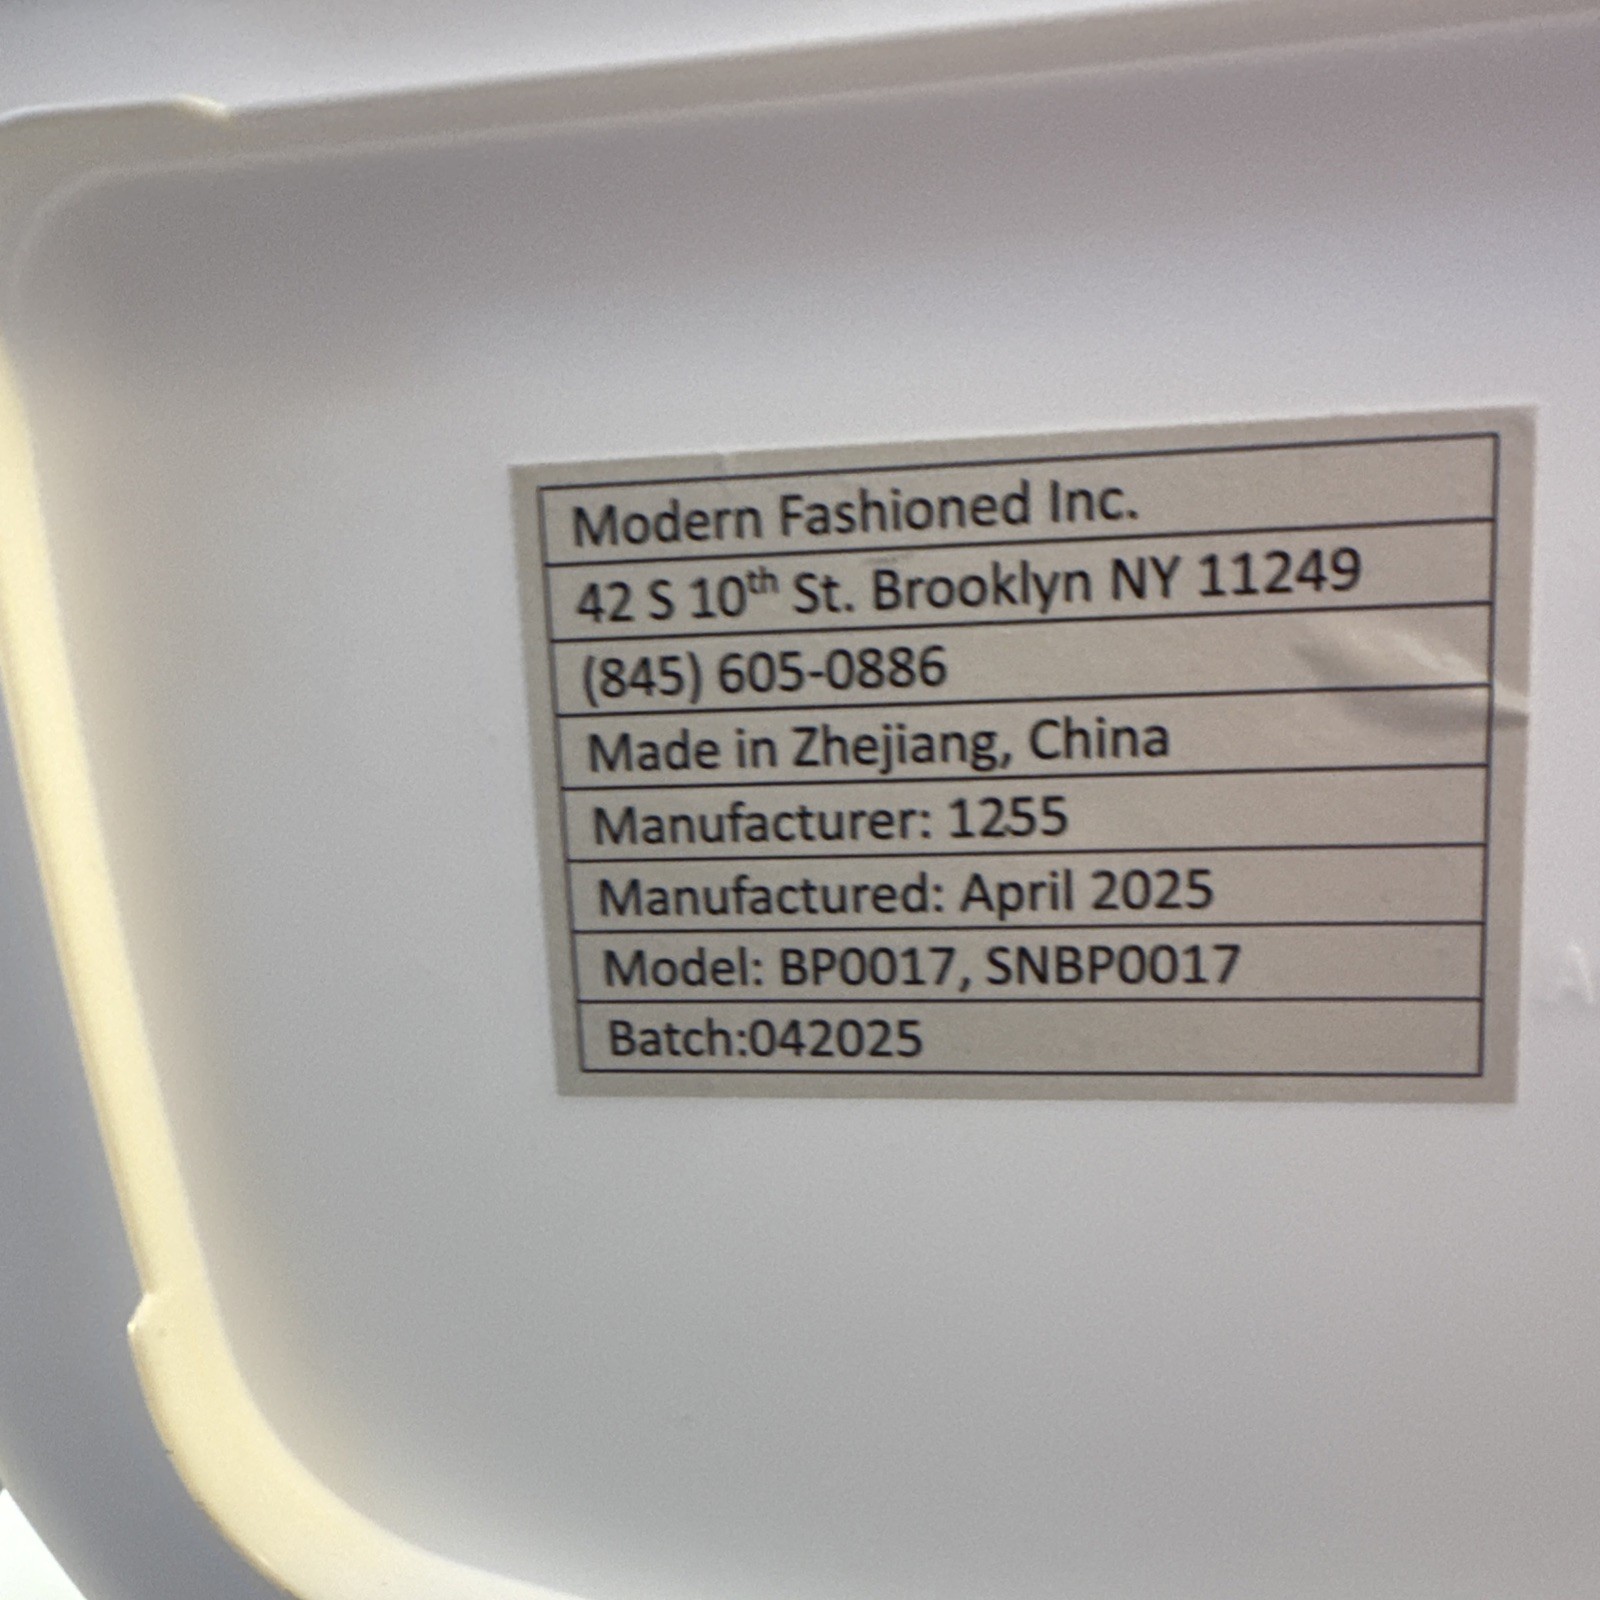 Modern Fashioned Inc.
42 S 10th St. Brooklyn NY 11249
(845) 605-0886
Made in Zhejiang, China
Manufacturer: 1255
Manufactured: April 2025
Model: BP0017, SNBP0017
Batch:042025